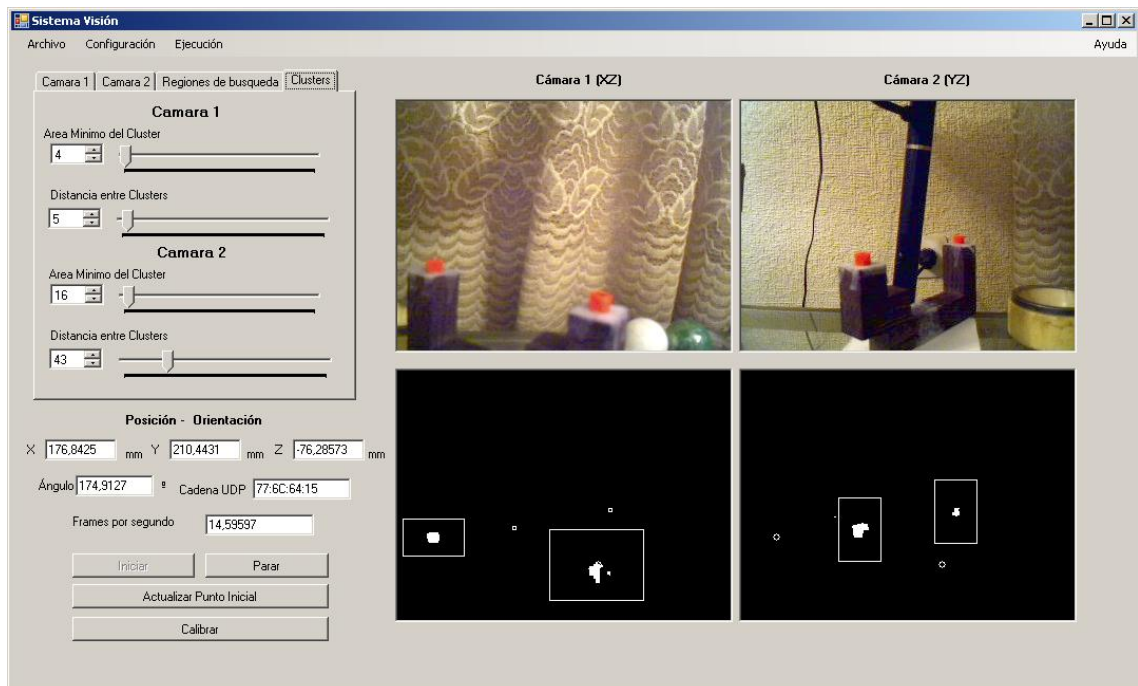 Sistema Visión
Archivo Configuración Ejecución Ayuda
Camara 1 Camara 2 Regiones de busqueda Clusters
Camara 1
Area Minimo del Cluster
4
Distancia entre Clusters
5
Camara 2
Area Minimo del Cluster
16
Distancia entre Clusters
43
Posición - Orientación
X 176,8425 mm Y 210,4431 mm Z -76,28573 mm
Ángulo 174,9127 º Cadena UDP 77:6C:64:15
Frames por segundo 14,59597
Iniciar Parar
Actualizar Punto Inicial
Calibrar
Cámara 1 (XZ) Cámara 2 (YZ)